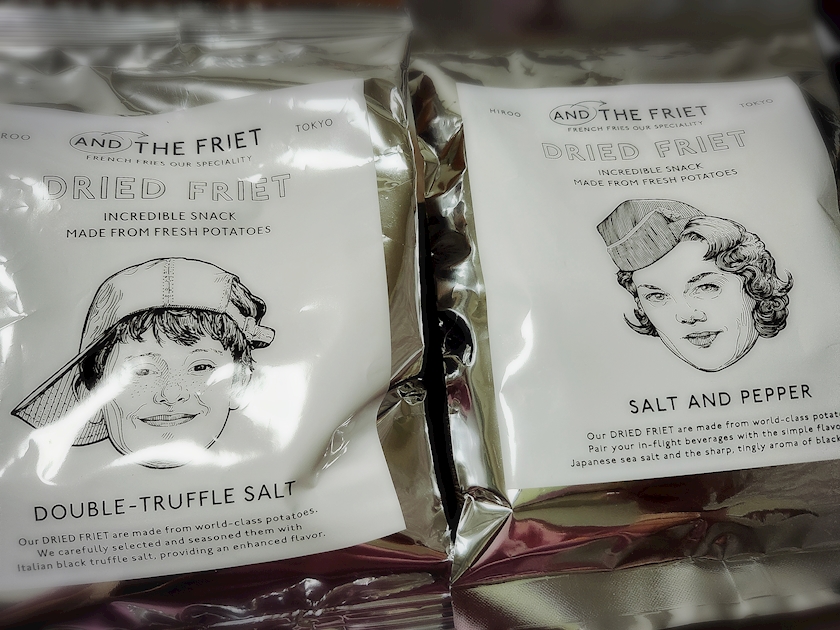 ROO
AND THE FRIET
TOKYO
FRENCH FRIES OUR SPECIALITY
DRIED FRIET
INCREDIBLE SNACK
MADE FROM FRESH POTATOES
DOUBLE-TRUFFLE SALT
Our DRIED FRIET are made from world-class potatoes.
We carefully selected and seasoned them with
Italian black truffle salt, providing an enhanced flavor.
HIROO
AND THE FRIET
TOKYO
FRENCH FRIES OUR SPECIALITY
DRIED FRIET
INCREDIBLE SNACK
MADE FROM FRESH POTATOES
SALT AND PEPPER
Our DRIED FRIET are made from world-class potato
Pair your in-flight beverages with the simple flavo
Japanese sea salt and the sharp, tingly aroma of black